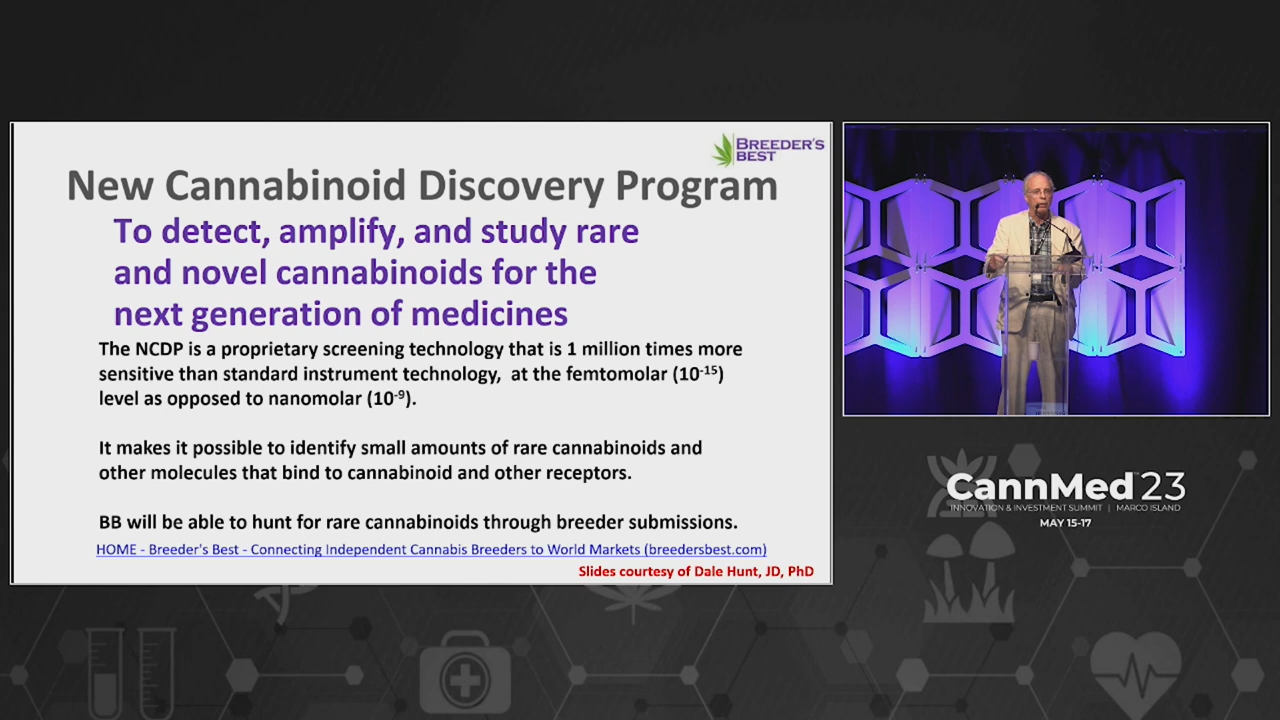 BREEDER'S
BEST
New Cannabinoid Discovery Program
To detect, amplify, and study rare
and novel cannabinoids for the
next generation of medicines
The NCDP is a proprietary screening technology that is 1 million times more
sensitive than standard instrument technology, at the femtomolar (10⁻¹⁵)
level as opposed to nanomolar (10⁻⁹).
It makes it possible to identify small amounts of rare cannabinoids and
other molecules that bind to cannabinoid and other receptors.
BB will be able to hunt for rare cannabinoids through breeder submissions.
HOME - Breeder's Best - Connecting Independent Cannabis Breeders to World Markets (breedersbest.com)
Slides courtesy of Dale Hunt, JD, PhD
CannMed™23
INNOVATION & INVESTMENT SUMMIT | MARCO ISLAND
MAY 15-17